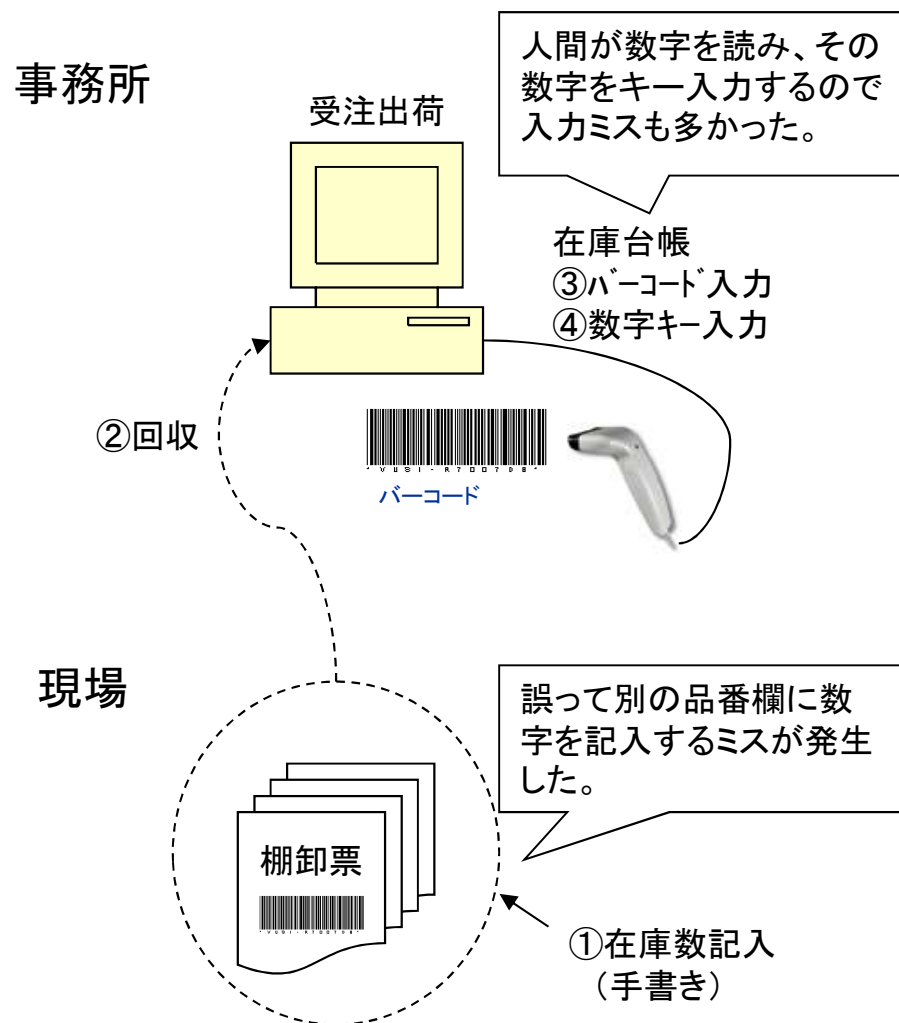 事務所
受注出荷
人間が数字を読み、その
数字をキー入力するので
入力ミスも多かった。
在庫台帳
③ﾊﾞｰｺｰﾄﾞ入力
④数字ｷｰ入力
②回収
バーコード
現場
誤って別の品番欄に数
字を記入するミスが発生
した。
棚卸票
①在庫数記入
（手書き）